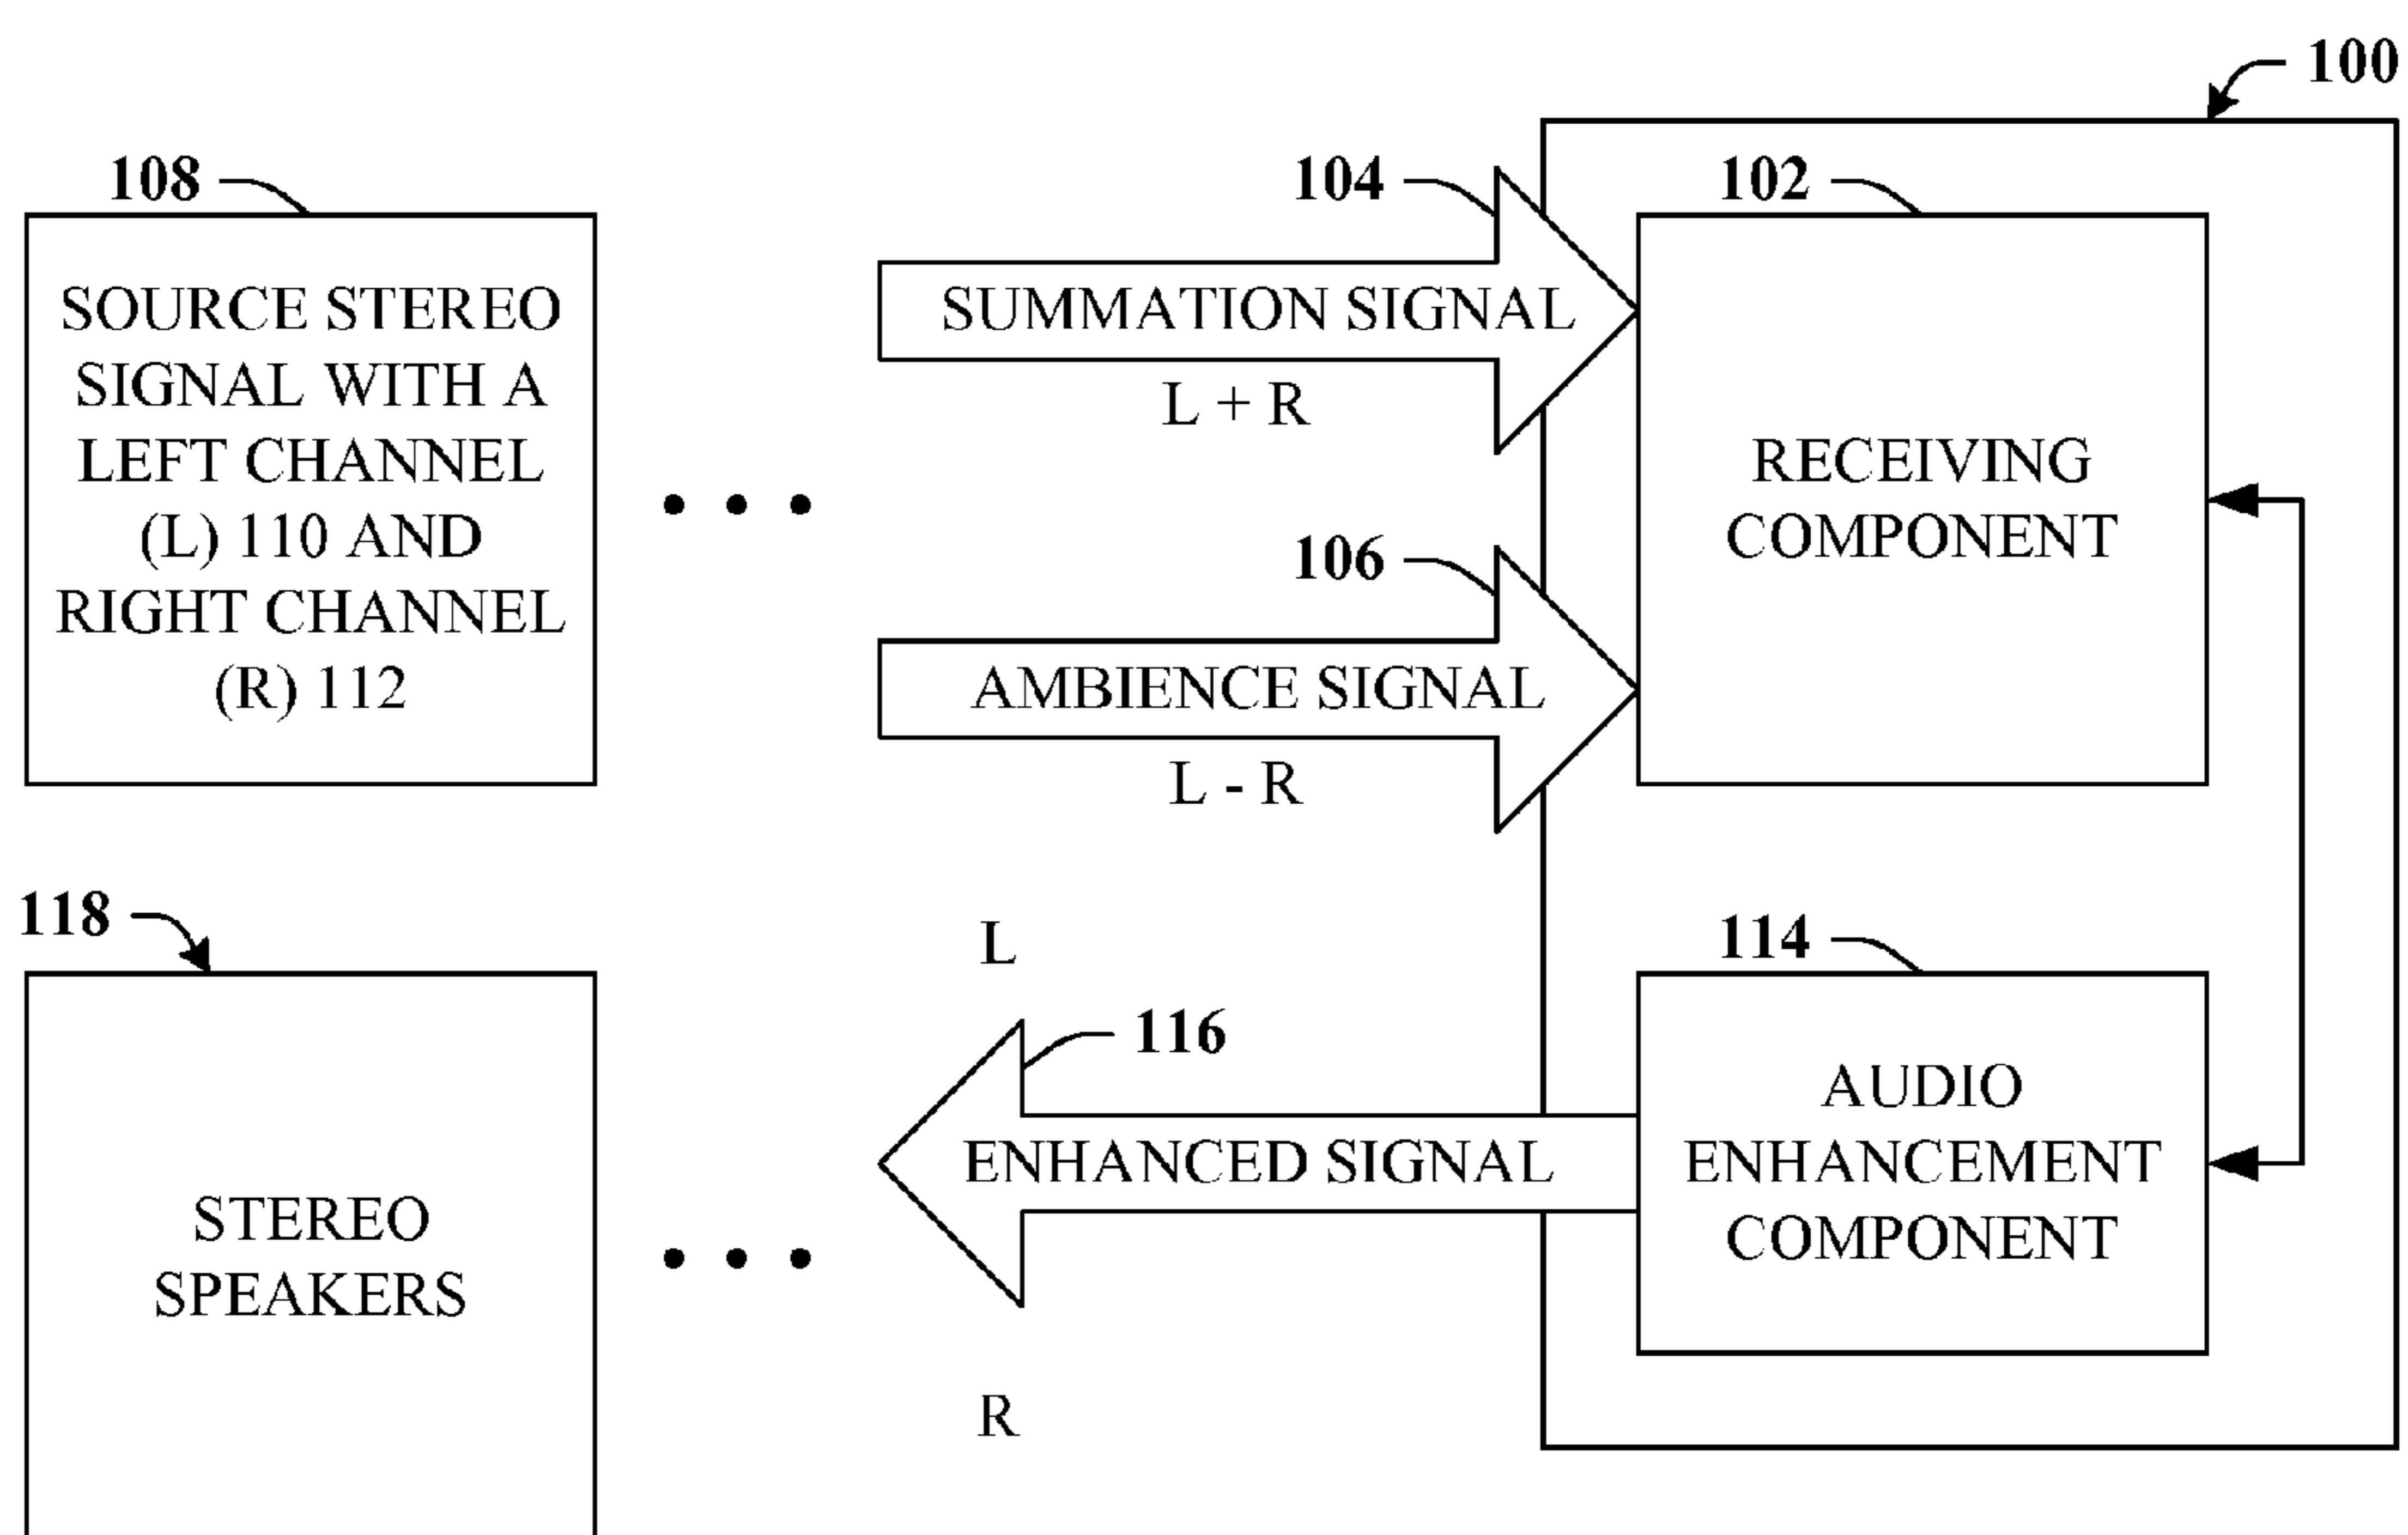 100
108
SOURCE STEREO
SIGNAL WITH A
LEFT CHANNEL
(L) 110 AND
RIGHT CHANNEL
(R) 112
104
SUMMATION SIGNAL
L + R
106
AMBIENCE SIGNAL
L - R
102
RECEIVING
COMPONENT
118
STEREO
SPEAKERS
L
116
ENHANCED SIGNAL
R
114
AUDIO
ENHANCEMENT
COMPONENT